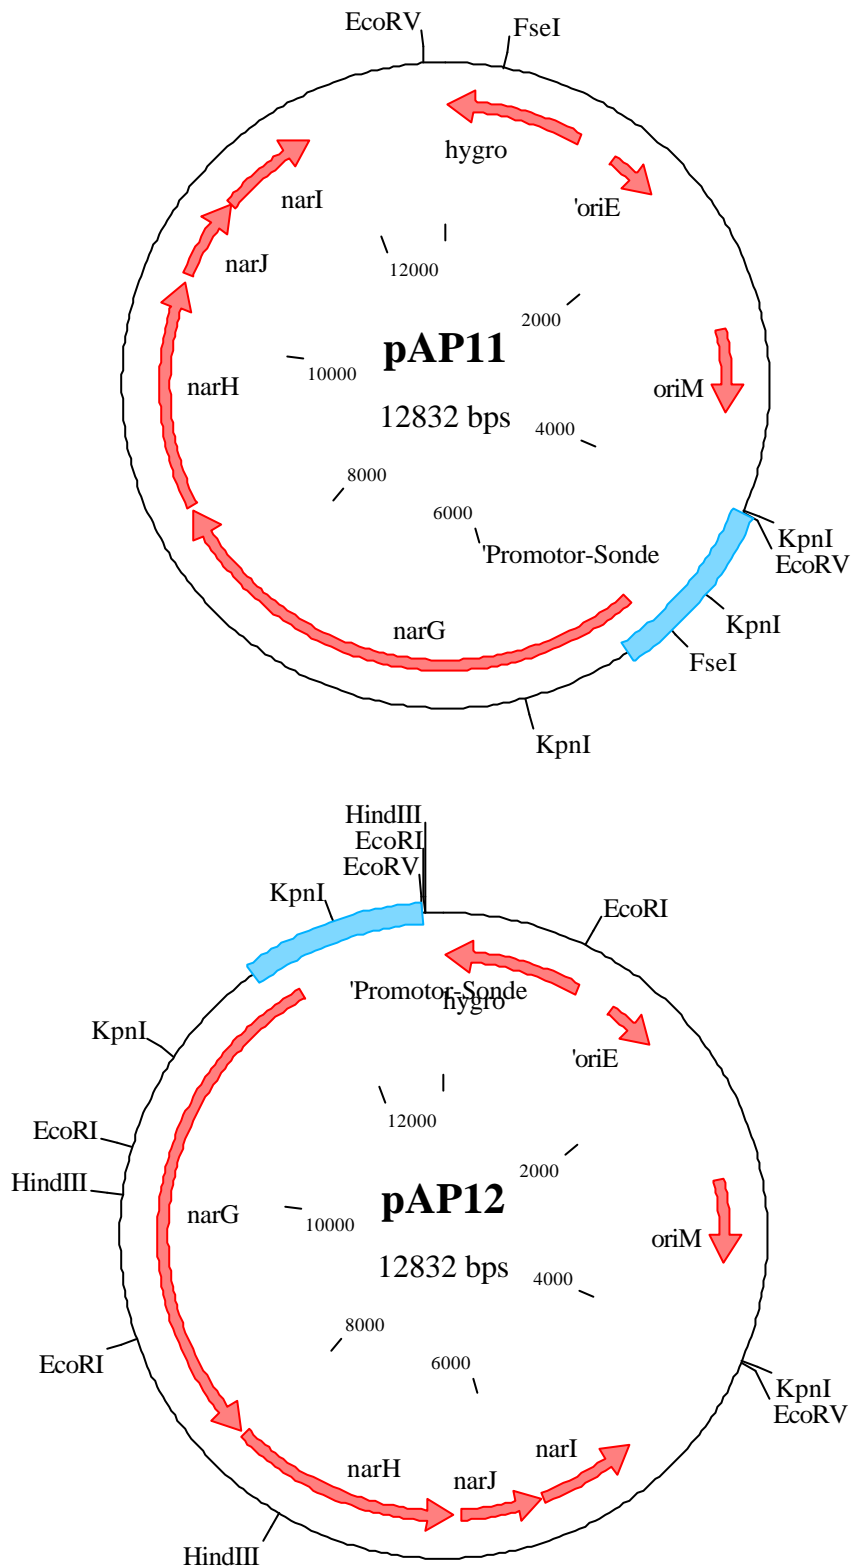 EcoRV
FseI
hygro
'oriE
narI
narJ
12000
2000
pAP11
10000
narH
oriM
12832 bps
4000
8000
6000
'Promotor-Sonde
KpnI
EcoRV
KpnI
narG
FseI
KpnI
HindIII
EcoRI
EcoRV
KpnI
EcoRI
'Promotor-Sonde
hygro
KpnI
'oriE
12000
EcoRI
2000
HindIII
pAP12
narG
10000
oriM
12832 bps
4000
8000
6000
EcoRI
KpnI
EcoRV
narI
narH
narJ
HindIII